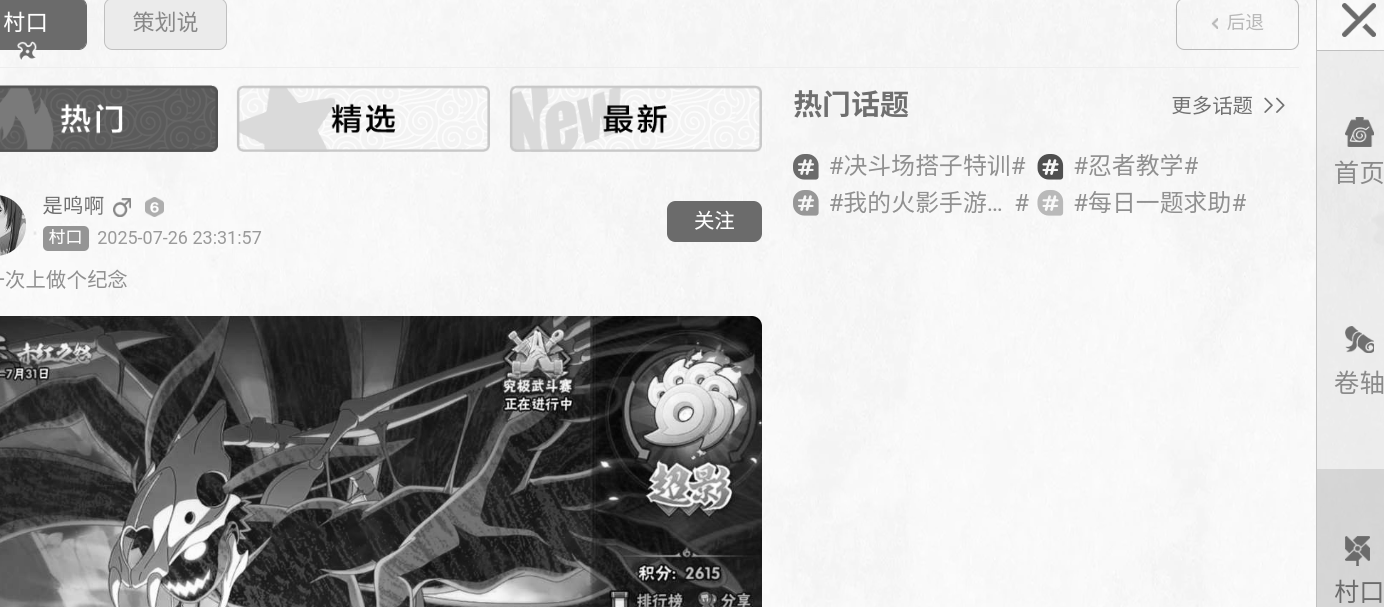 村口
策划说
后退
热门
精选
New
最新
热门话题
更多话题
#决斗场搭子特训#
#忍者教学#
#我的火影手游... #
#每日一题求助#
是鸣啊
6
关注
村口 2025-07-26 23:31:57
次上做个纪念
7月31日
究极武斗赛
正在进行中
超影
积分: 2615
排行榜
分享
首页
卷轴
村口